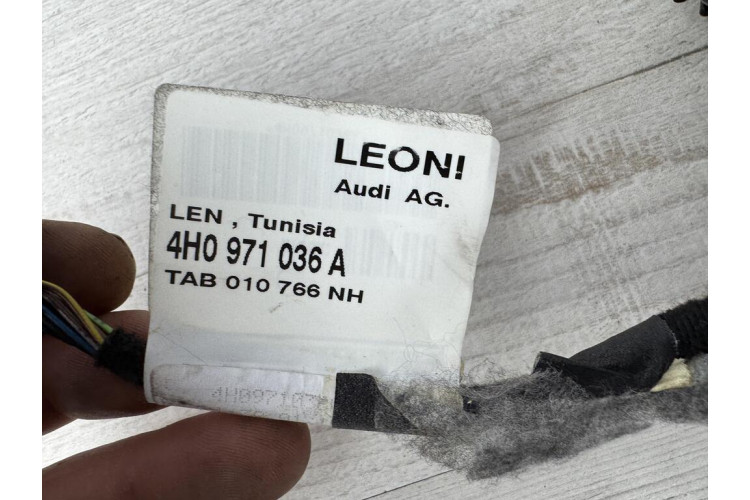 LEONI
Audi AG.
LEN , Tunisia
4H0 971 036 A
TAB 010 766 NH